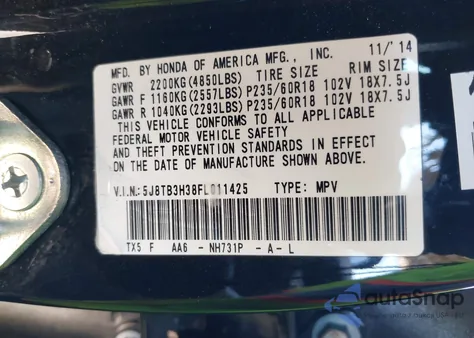 MFD. BY HONDA OF AMERICA MFG., INC. 11/'14
GVWR 2200KG(4850LBS) TIRE SIZE RIM SIZE
GAWR F 1160KG(2557LBS) P235/60R18 102V 18X7.5J
GAWR R 1040KG(2293LBS) P235/60R18 102V 18X7.5J
THIS VEHICLE CONFORMS TO ALL APPLICABLE
FEDERAL MOTOR VEHICLE SAFETY
AND THEFT PREVENTION STANDARDS IN EFFECT
ON THE DATE OF MANUFACTURE SHOWN ABOVE.
V.I.N.:5J8TB3H38FL011425 TYPE: MPV
TX5 F AA6 - NH731P - A - L
autoSnap